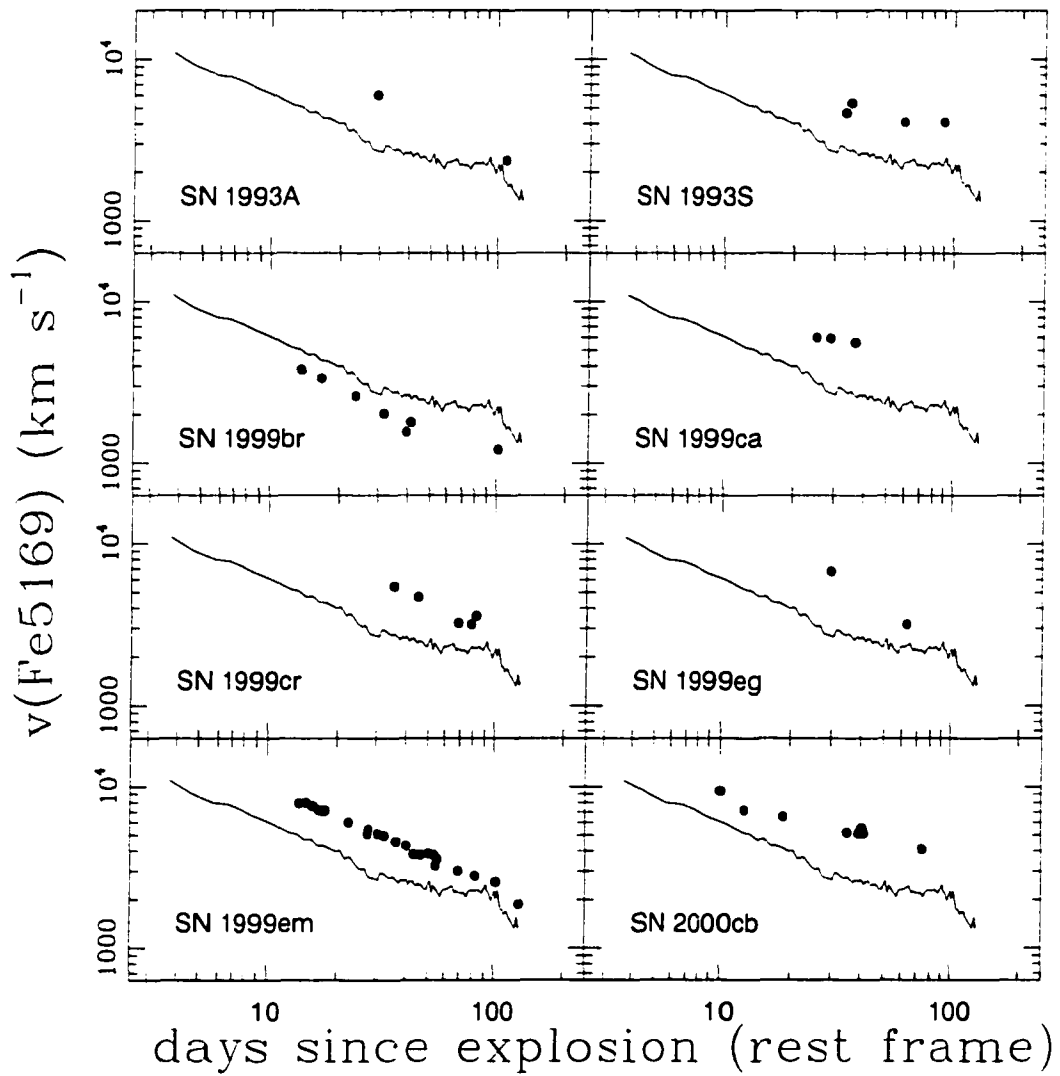 v(Fe5169) (km s⁻¹)
10⁴
1000
SN 1993A
SN 1993S
10⁴
1000
SN 1999br
SN 1999ca
10⁴
1000
SN 1999cr
SN 1999eg
10⁴
1000
SN 1999em
SN 2000cb
10 100 10 100
days since explosion (rest frame)